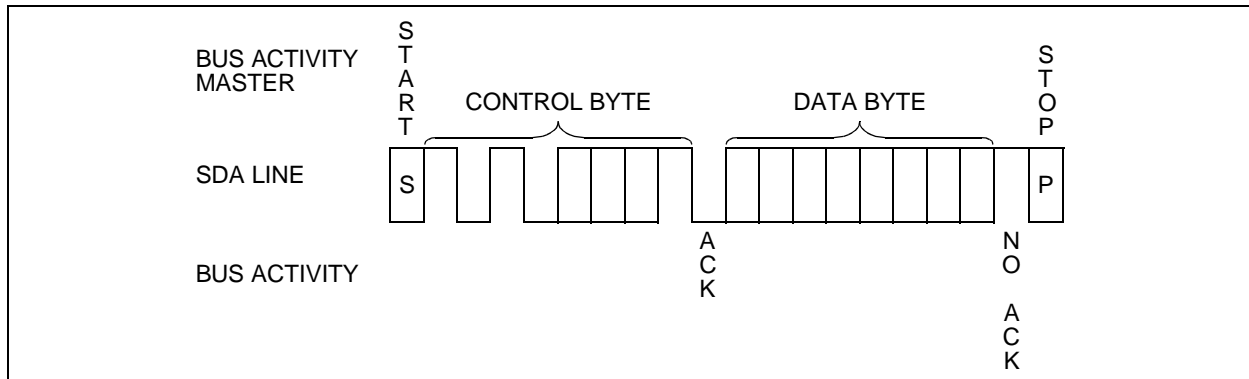 BUS ACTIVITY
MASTER
START
CONTROL BYTE
DATA BYTE
STOP
SDA LINE
S
P
BUS ACTIVITY
ACK
NO ACK